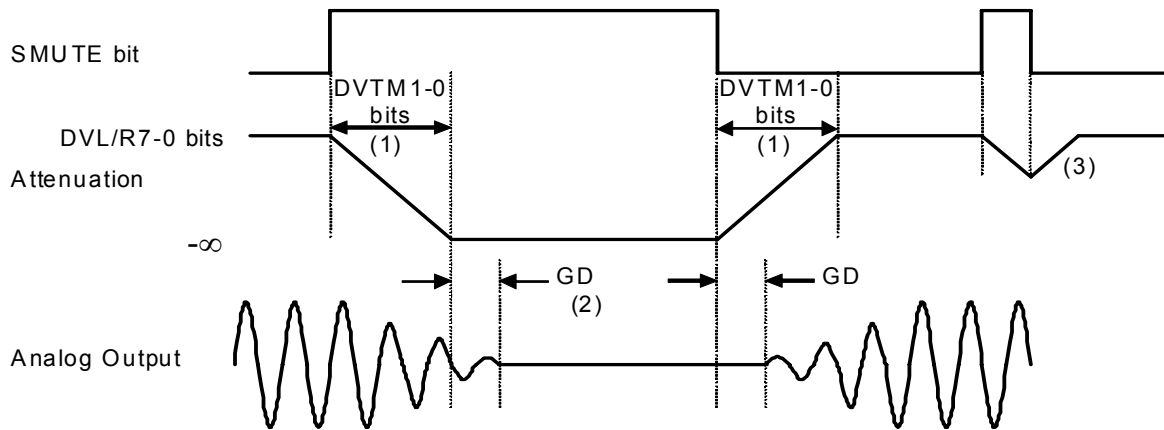 SMUTE bit
DVTM1-0
bits
(1)
DVTM1-0
bits
(1)
DVL/R7-0 bits
Attenuation
(3)
-∞
GD
(2)
GD
Analog Output